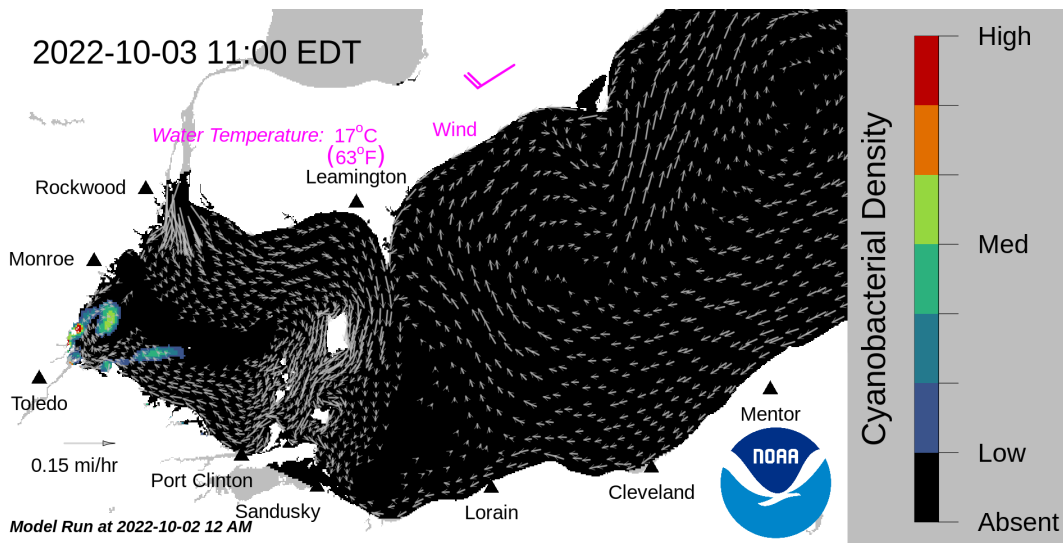 2022-10-03 11:00 EDT
Water Temperature: 17°C
(63°F)
Wind
Leamington
Rockwood
Monroe
Toledo
0.15 mi/hr
Port Clinton
Sandusky
Lorain
Cleveland
Mentor
NOAA
Model Run at 2022-10-02 12 AM
Cyanobacterial Density
High
Med
Low
Absent